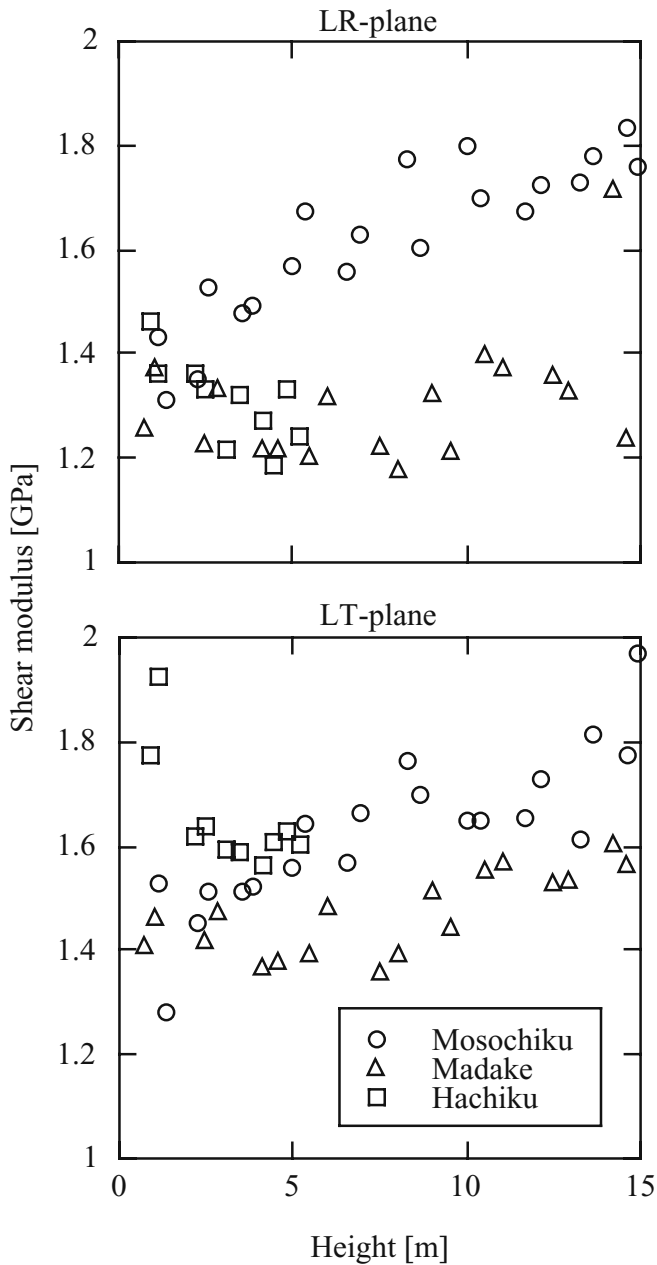 LR-plane
2
1.8
1.6
1.4
1.2
1
Shear modulus [GPa]
LT-plane
2
1.8
1.6
1.4
1.2
1
Mosochiku
Madake
Hachiku
0 5 10 15
Height [m]